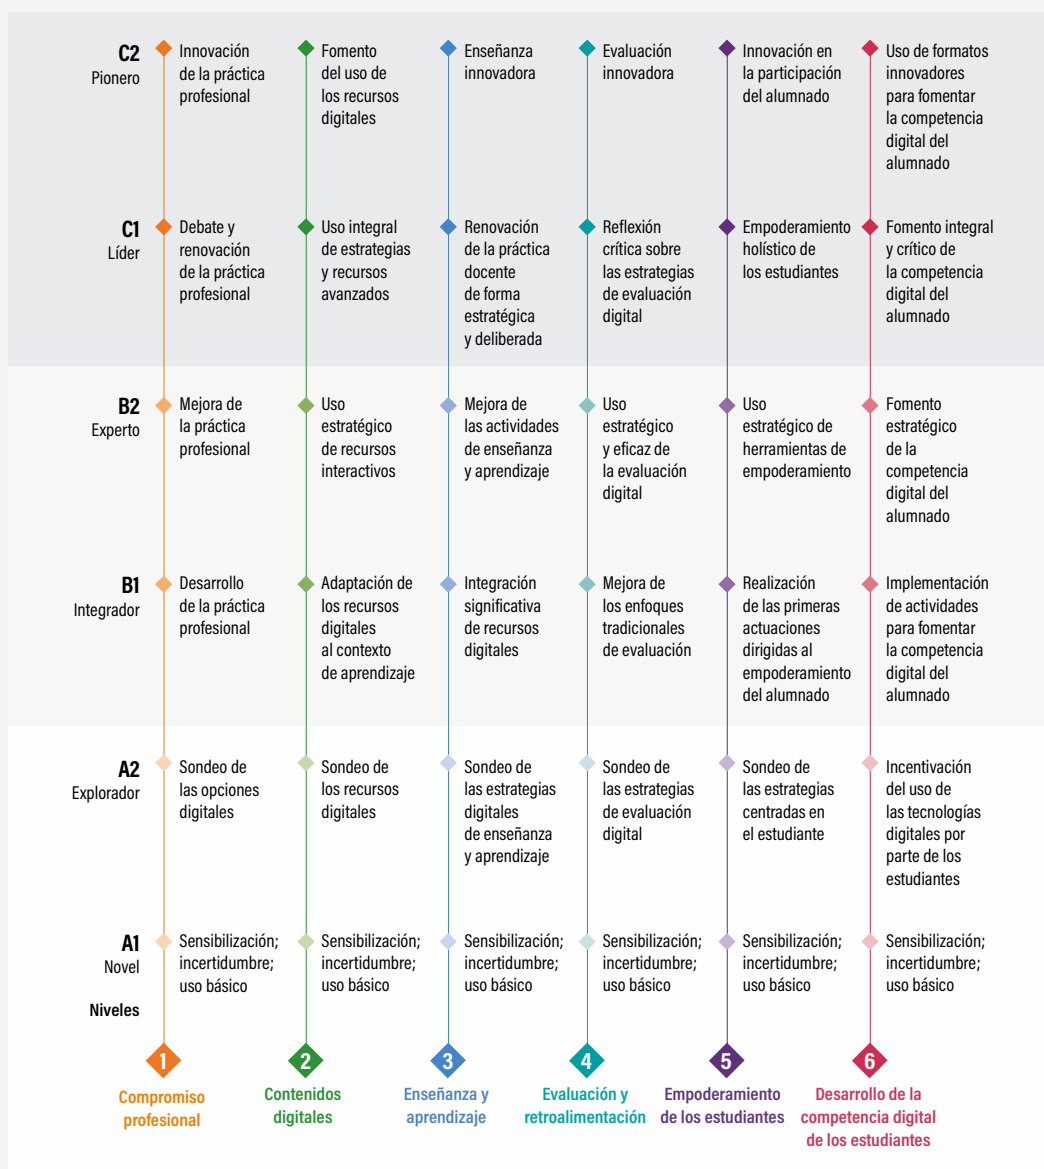 C2
Pionero
Innovación
de la práctica
profesional
Fomento
del uso de
los recursos
digitales
Enseñanza
innovadora
Evaluación
innovadora
Innovación en
la participación
del alumnado
Uso de formatos
innovadores
para fomentar
la competencia
digital del
alumnado
C1
Líder
Debate y
renovación
de la práctica
profesional
Uso integral
de estrategias
y recursos
avanzados
Renovación
de la práctica
docente
de forma
estratégica
y deliberada
Reflexión
crítica sobre
las estrategias
de evaluación
digital
Empoderamiento
holístico de
los estudiantes
Fomento integral
y crítico de
la competencia
digital del
alumnado
B2
Experto
Mejora de
la práctica
profesional
Uso
estratégico
de recursos
interactivos
Mejora de
las actividades
de enseñanza
y aprendizaje
Uso
estratégico
y eficaz de
la evaluación
digital
Uso
estratégico de
herramientas de
empoderamiento
Fomento
estratégico
de la
competencia
digital del
alumnado
B1
Integrador
Desarrollo
de la práctica
profesional
Adaptación de
los recursos
digitales
al contexto
de aprendizaje
Integración
significativa
de recursos
digitales
Mejora de
los enfoques
tradicionales
de evaluación
Realización
de las primeras
actuaciones
dirigidas al
empoderamiento
del alumnado
Implementación
de actividades
para fomentar
la competencia
digital del
alumnado
A2
Explorador
Sondeo de
las opciones
digitales
Sondeo de
los recursos
digitales
Sondeo de
las estrategias
digitales
de enseñanza
y aprendizaje
Sondeo de
las estrategias
de evaluación
digital
Sondeo de
las estrategias
centradas en
el estudiante
Incentivación
del uso de
las tecnologías
digitales por
parte de los
estudiantes
A1
Novel
Sensibilización;
incertidumbre;
uso básico
Sensibilización;
incertidumbre;
uso básico
Sensibilización;
incertidumbre;
uso básico
Sensibilización;
incertidumbre;
uso básico
Sensibilización;
incertidumbre;
uso básico
Sensibilización;
incertidumbre;
uso básico
Niveles
1
Compromiso
profesional
2
Contenidos
digitales
3
Enseñanza y
aprendizaje
4
Evaluación y
retroalimentación
5
Empoderamiento
de los estudiantes
6
Desarrollo de la
competencia digital
de los estudiantes